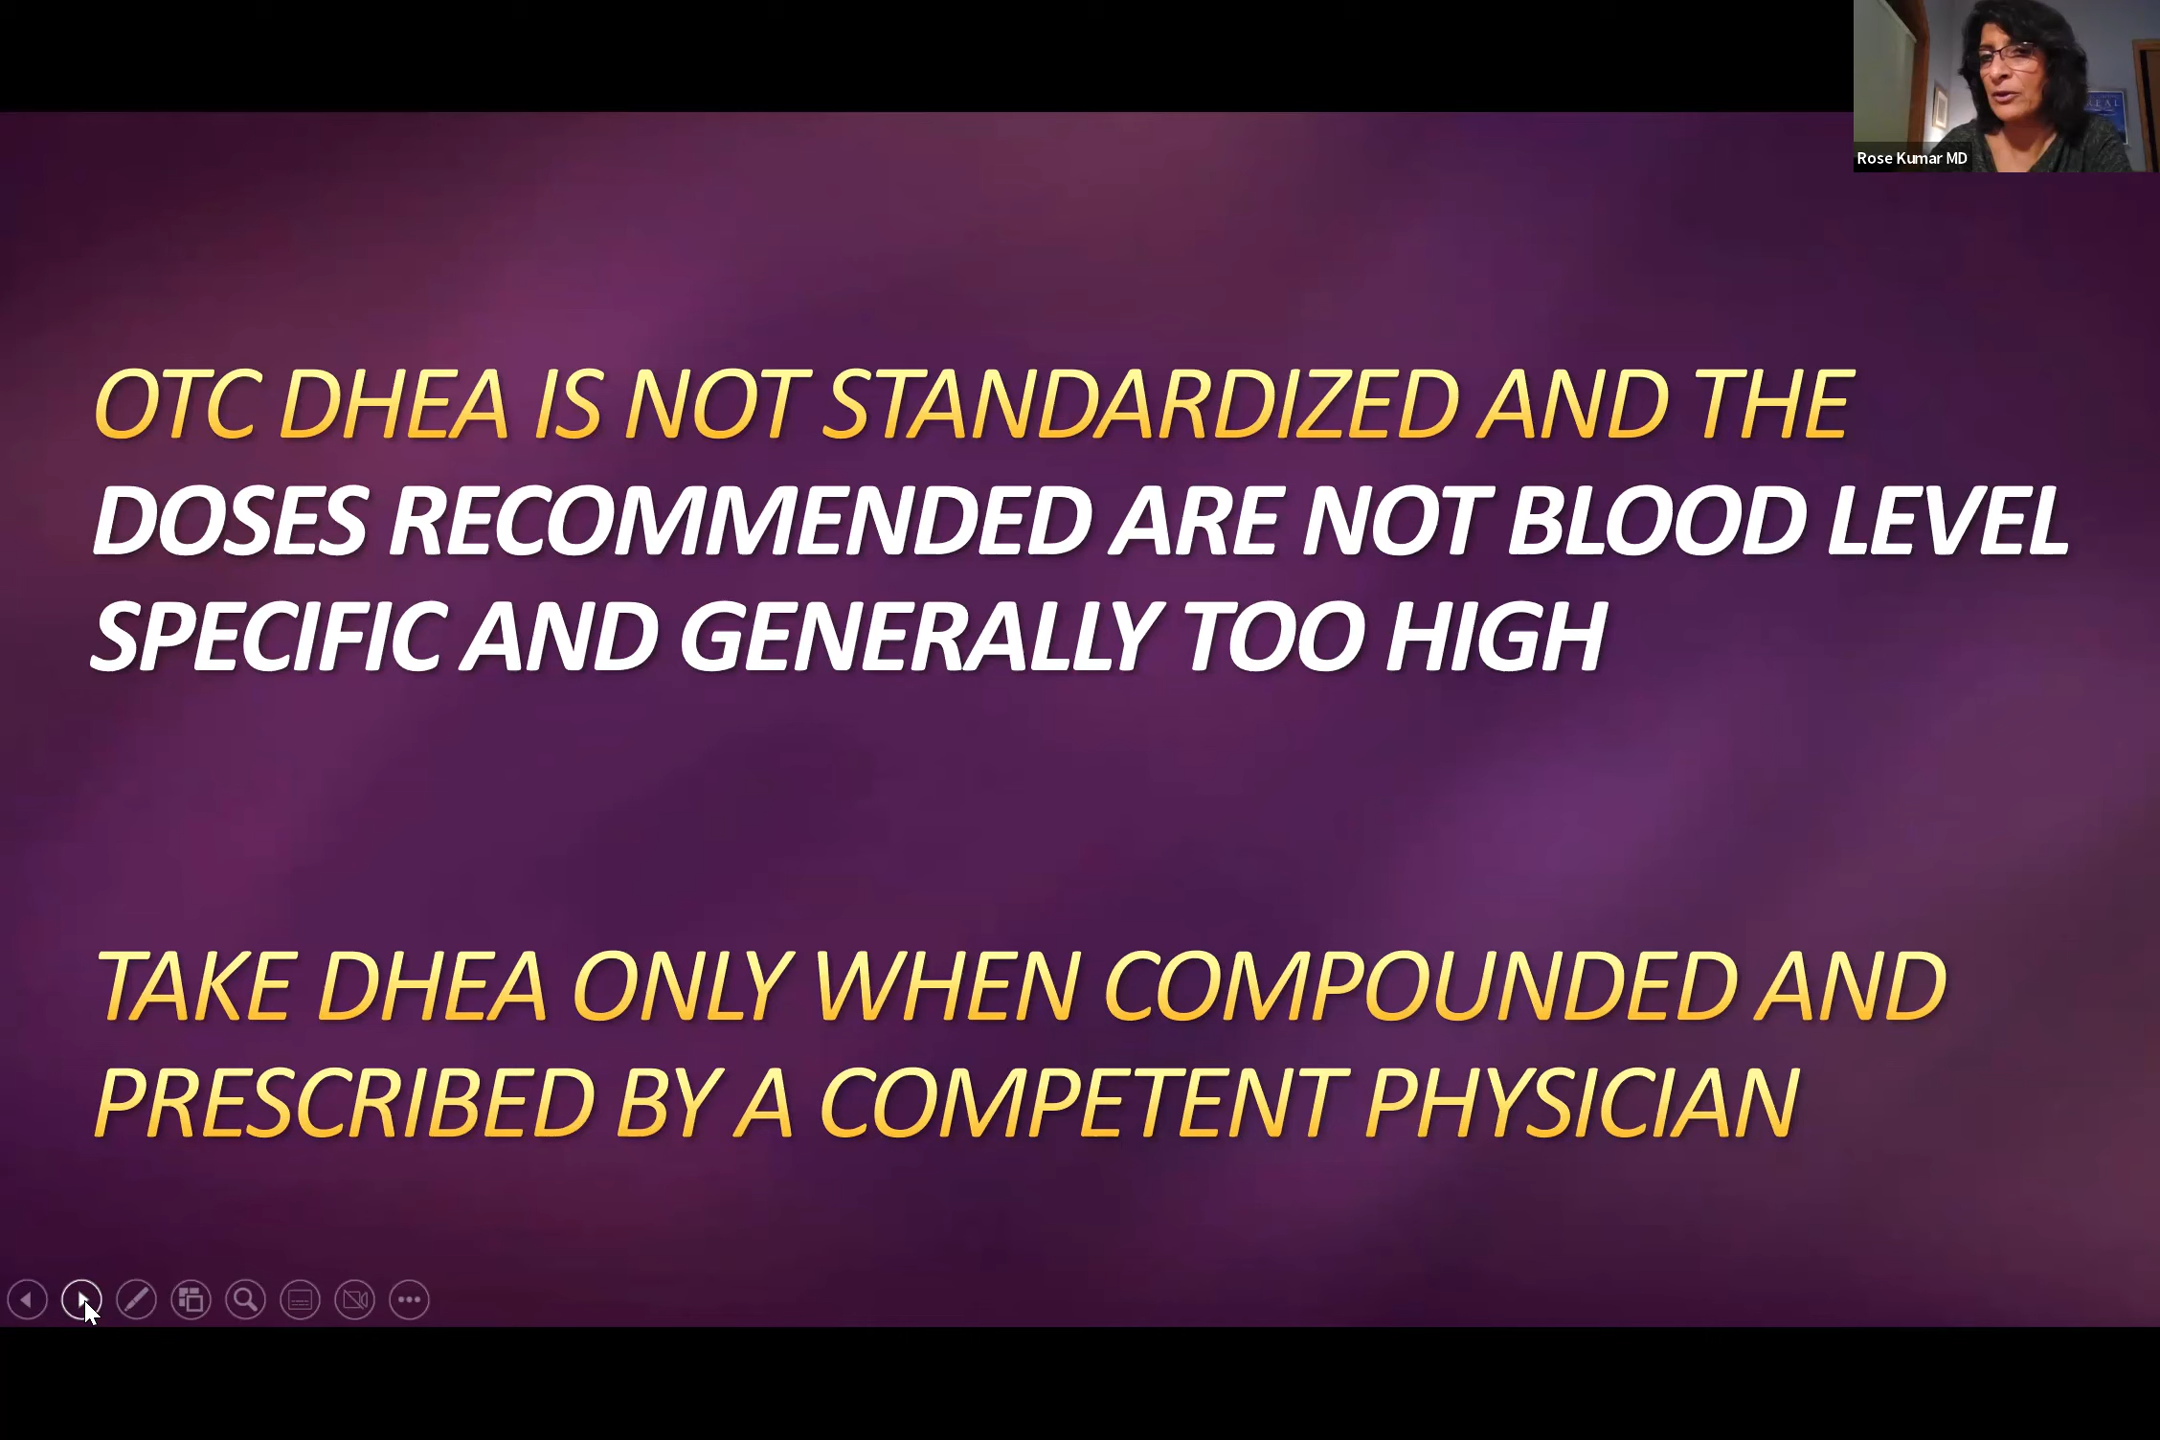 Rose Kumar MD
OTC DHEA IS NOT STANDARDIZED AND THE
DOSES RECOMMENDED ARE NOT BLOOD LEVEL
SPECIFIC AND GENERALLY TOO HIGH
TAKE DHEA ONLY WHEN COMPOUNDED AND
PRESCRIBED BY A COMPETENT PHYSICIAN